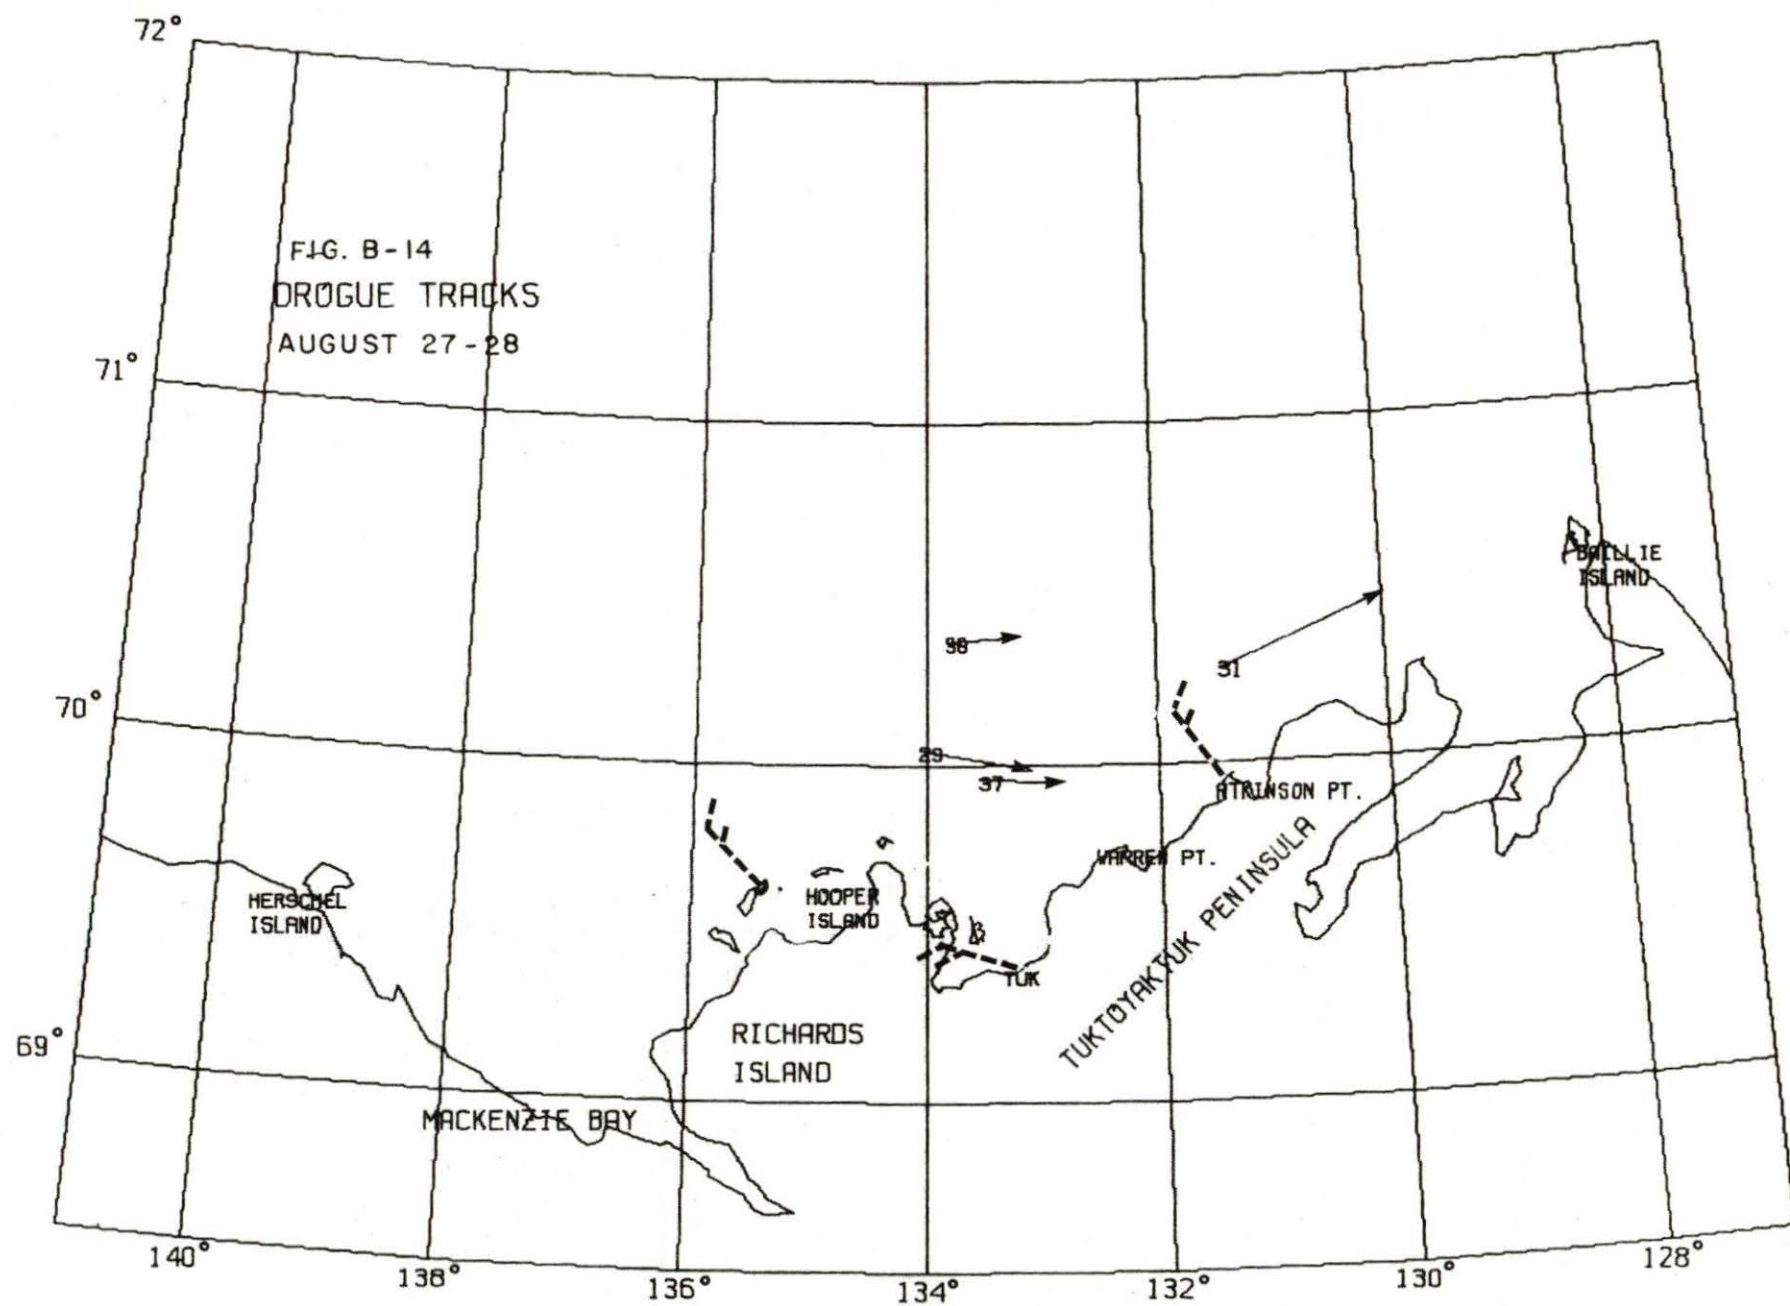 72°
FIG. B-14
DROGUE TRACKS
AUGUST 27-28
71°
BAILLIE
ISLAND
38
31
70°
29
37
ATKINSON PT.
WARREN PT.
HERSCHEL
ISLAND
HOOPER
ISLAND
TUKTOYAKTUK PENINSULA
TUK
69°
RICHARDS
ISLAND
MACKENZIE BAY
140°
138°
136°
134°
132°
130°
128°